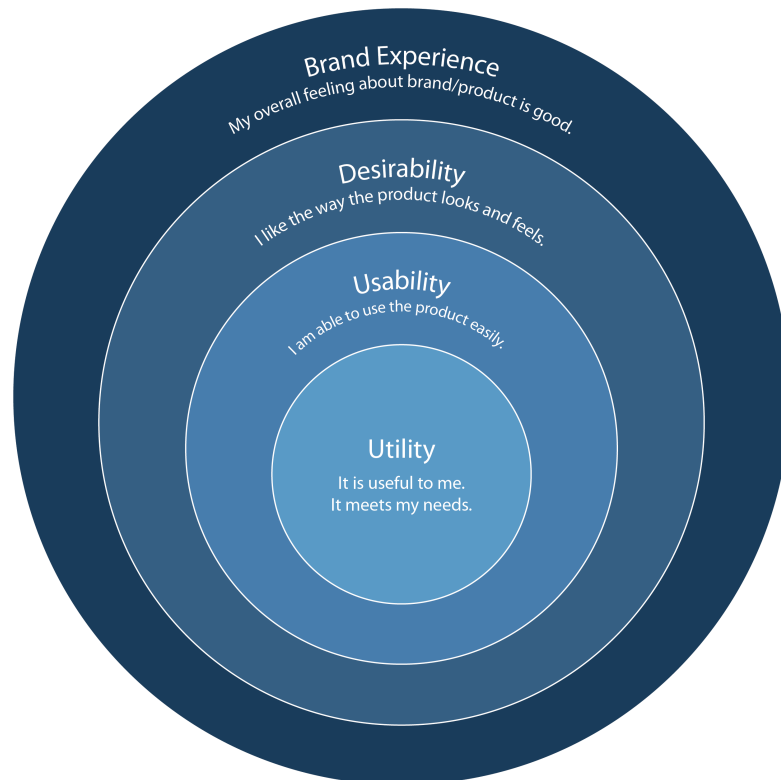 Brand Experience
My overall feeling about brand/product is good.
Desirability
I like the way the product looks and feels.
Usability
I am able to use the product easily.
Utility
It is useful to me.
It meets my needs.